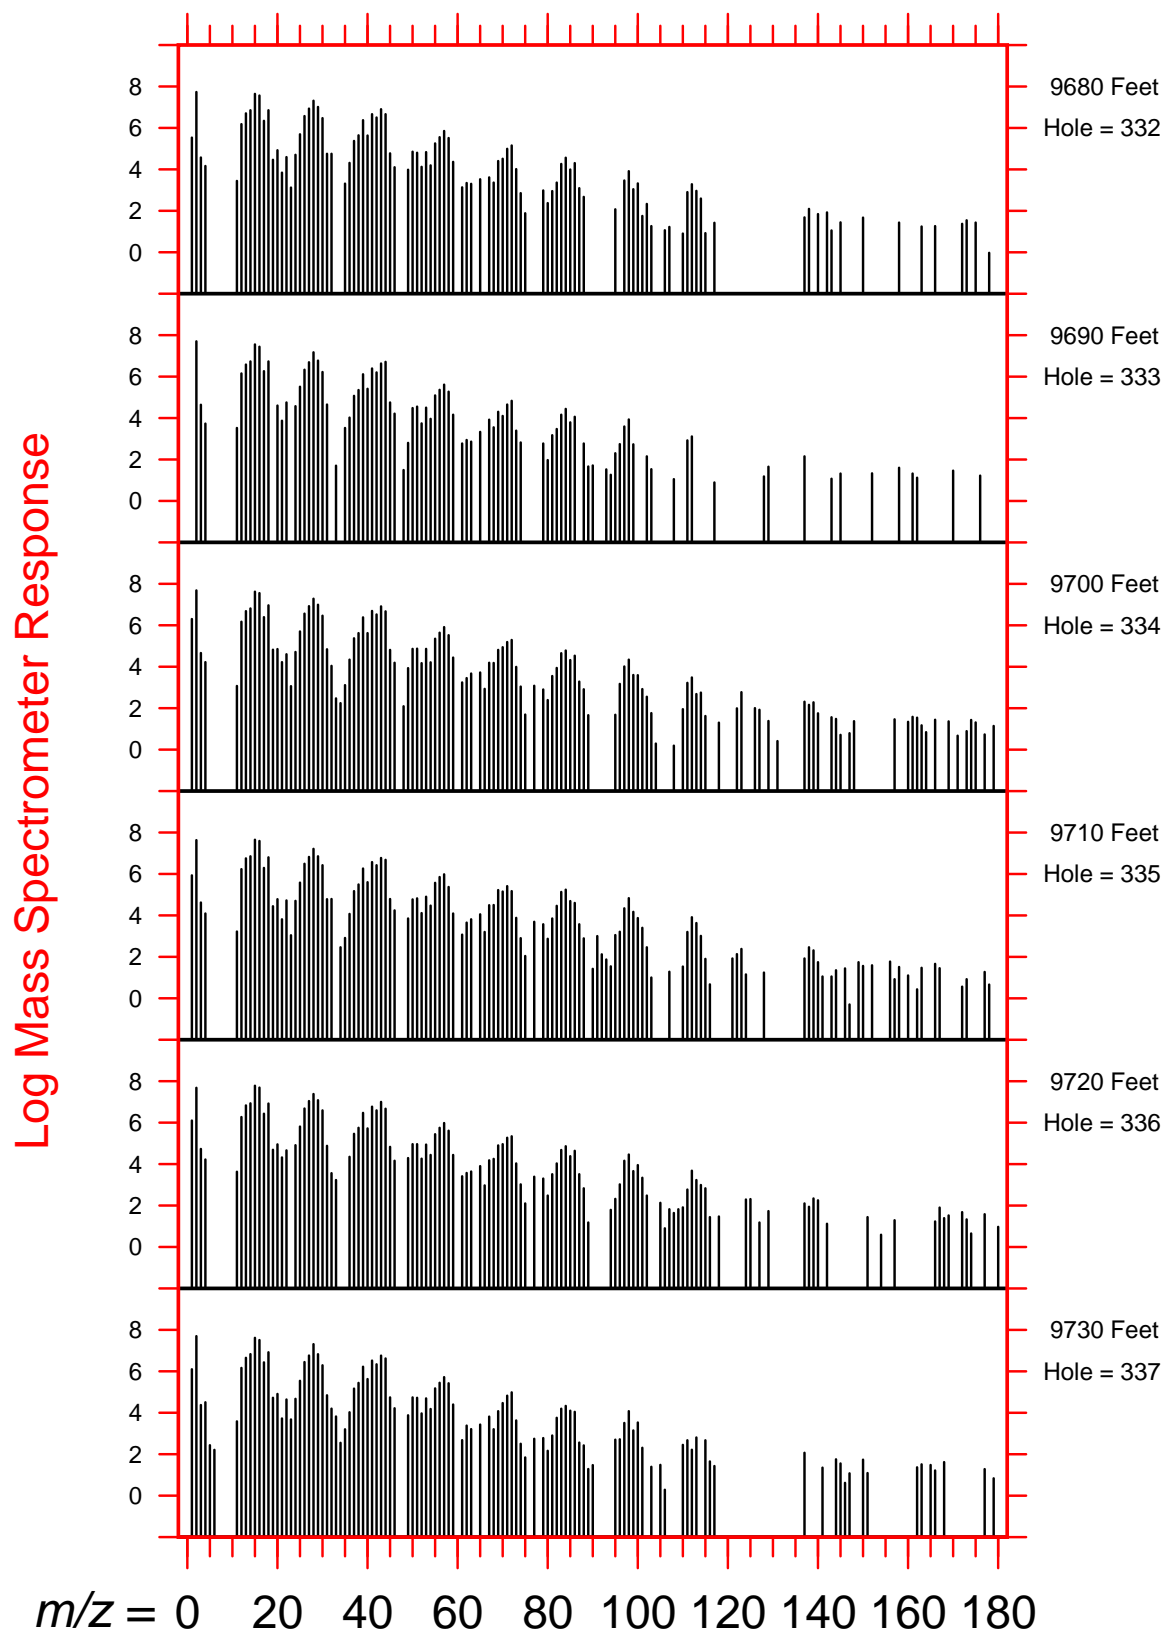 Log Mass Spectrometer Response
8
6
4
2
0
9680 Feet
Hole = 332
8
6
4
2
0
9690 Feet
Hole = 333
8
6
4
2
0
9700 Feet
Hole = 334
8
6
4
2
0
9710 Feet
Hole = 335
8
6
4
2
0
9720 Feet
Hole = 336
8
6
4
2
0
9730 Feet
Hole = 337
m/z = 0 20 40 60 80 100 120 140 160 180